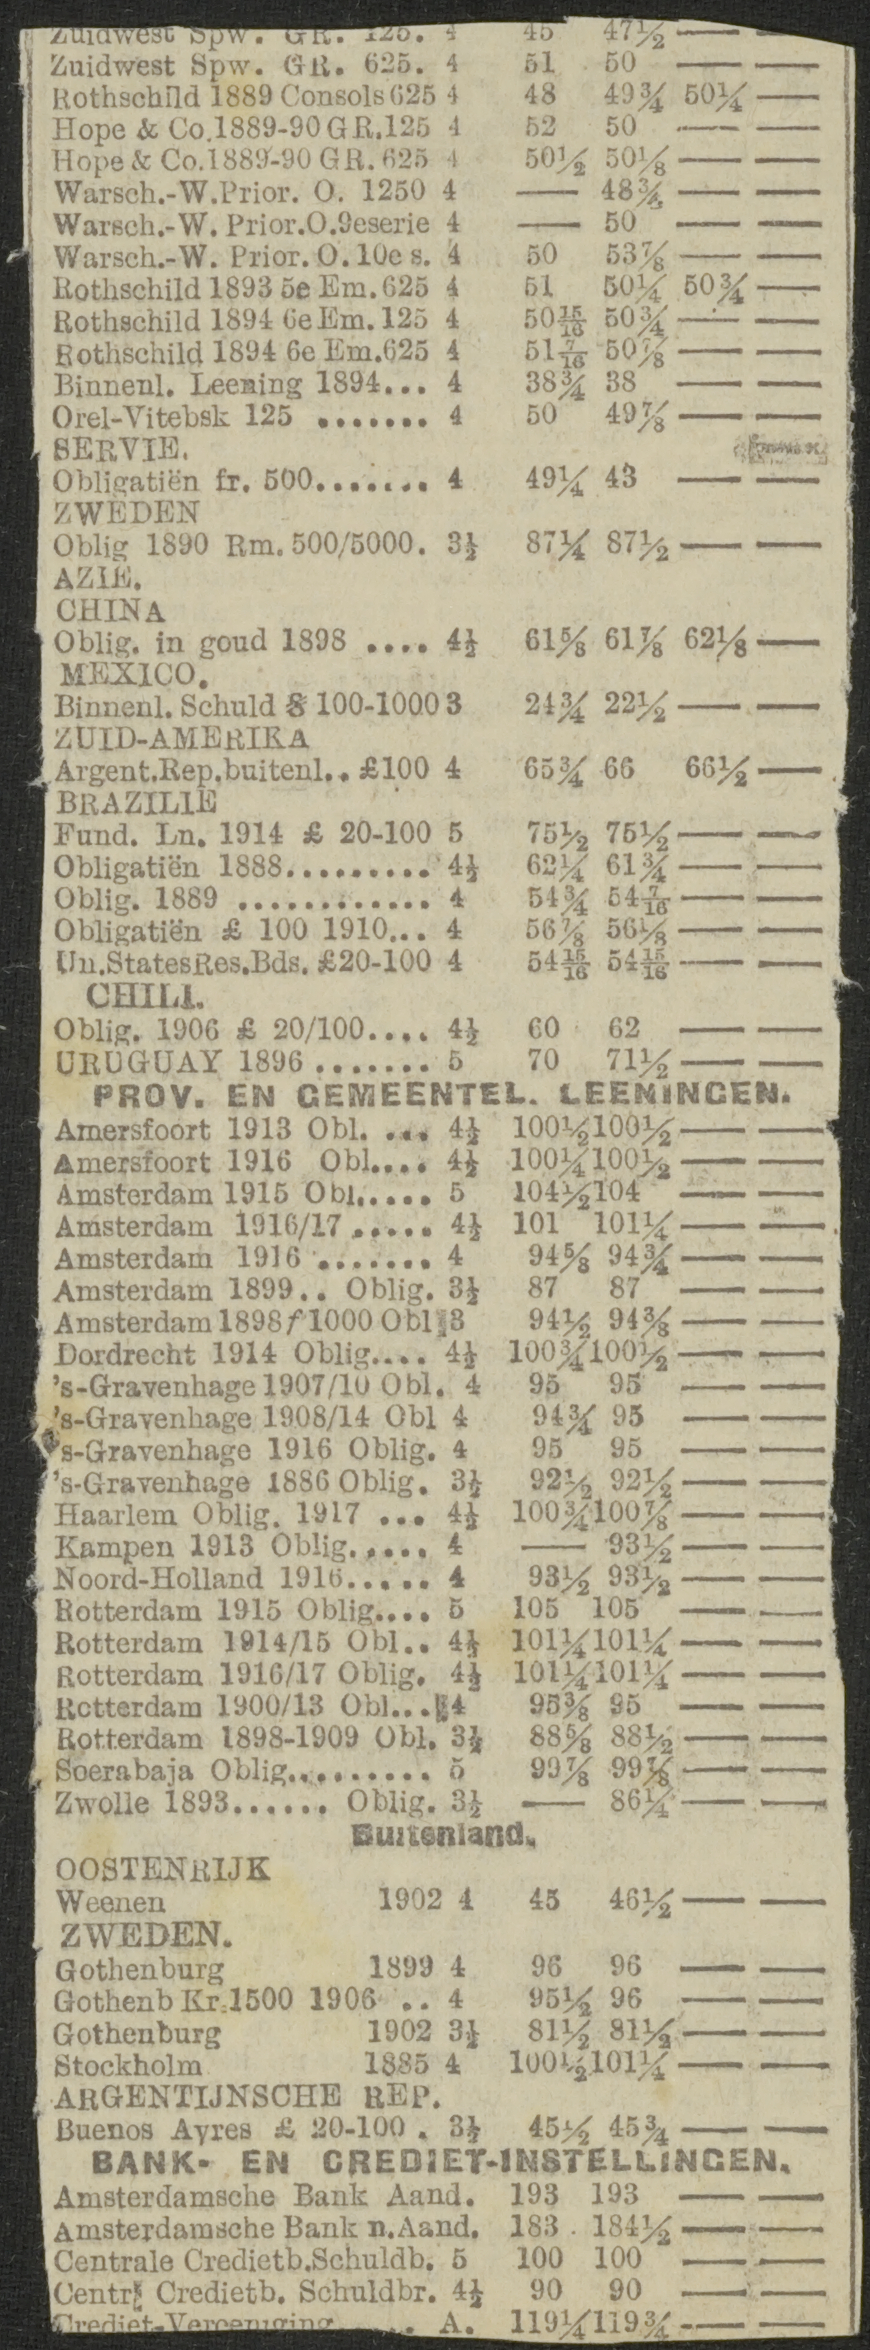 Zuidwest Spw. GR. 125. 4 45 47½ — —
Zuidwest Spw. GR. 625. 4 51 50 — —
Rothschild 1889 Consols 625 4 48 49¾ 50¼ —
Hope & Co. 1889-90 GR. 125 4 52 50 — —
Hope & Co. 1889-90 GR. 625 4 50½ 50⅛ — —
Warsch.-W. Prior. O. 1250 4 — 48¾ — —
Warsch.-W. Prior. O. 9e serie 4 — 50 — —
Warsch.-W. Prior. O. 10e s. 4 50 53⅞ — —
Rothschild 1893 5e Em. 625 4 51 50¼ 50¾ —
Rothschild 1894 6e Em. 125 4 50 15/16 50¾ — —
Rothschild 1894 6e Em. 625 4 51 7/16 50⅞ — —
Binnenl. Leening 1894... 4 38¾ 38 — —
Orel-Vitebsk 125 ....... 4 50 49⅞ — —
SERVIE.
Obligatiën fr. 500....... 4 49¼ 43 — —
ZWEDEN
Oblig 1890 Rm. 500/5000. 3½ 87¼ 87½ — —
AZIE.
CHINA
Oblig. in goud 1898 .... 4½ 61⅝ 61⅞ 62⅛ —
MEXICO.
Binnenl. Schuld $ 100-1000 3 24¾ 22½ — —
ZUID-AMERIKA
Argent. Rep. buitenl.. £100 4 65¾ 66 66½ —
BRAZILIE
Fund. Ln. 1914 £ 20-100 5 75½ 75½ — —
Obligatiën 1888......... 4½ 62¼ 61¾ — —
Oblig. 1889 ............ 4 54¾ 54 7/16 — —
Obligatiën £ 100 1910... 4 56⅞ 56⅛ — —
Un. States Res. Bds. £20-100 4 54 15/16 54 15/16 — —
CHILI.
Oblig. 1906 £ 20/100.... 4½ 60 62 — —
URUGUAY 1896 ....... 5 70 71½ — —
PROV. EN GEMEENTEL. LEENINGEN.
Amersfoort 1913 Obl. ... 4½ 100½ 100½ — —
Amersfoort 1916 Obl.... 4½ 100¼ 100½ — —
Amsterdam 1915 Obl..... 5 104½ 104 — —
Amsterdam 1916/17 ..... 4½ 101 101¼ — —
Amsterdam 1916 ....... 4 94⅝ 94¾ — —
Amsterdam 1899.. Oblig. 3½ 87 87 — —
Amsterdam 1898 f 1000 Obl 3 94½ 94⅜ — —
Dordrecht 1914 Oblig.... 4½ 100¾ 100½ — —
's-Gravenhage 1907/10 Obl. 4 95 95 — —
's-Gravenhage 1908/14 Obl 4 94¾ 95 — —
's-Gravenhage 1916 Oblig. 4 95 95 — —
's-Gravenhage 1886 Oblig. 3½ 92½ 92½ — —
Haarlem Oblig. 1917 ... 4½ 100¾ 100⅞ — —
Kampen 1913 Oblig..... 4 — 93½ — —
Noord-Holland 1916..... 4 93½ 93½ — —
Rotterdam 1915 Oblig.... 5 105 105 — —
Rotterdam 1914/15 Obl.. 4½ 101¼ 101¼ — —
Rotterdam 1916/17 Oblig. 4½ 101¼ 101¼ — —
Rotterdam 1900/13 Obl... 4 95⅜ 95 — —
Rotterdam 1898-1909 Obl. 3½ 88⅝ 88½ — —
Soerabaja Oblig......... 5 99⅞ 99⅞ — —
Zwolle 1893...... Oblig. 3½ — 86¼ — —
Buitenland.
OOSTENRIJK
Weenen 1902 4 45 46½ — —
ZWEDEN.
Gothenburg 1899 4 96 96 — —
Gothenb Kr. 1500 1906 .. 4 95½ 96 — —
Gothenburg 1902 3½ 81½ 81½ — —
Stockholm 1885 4 100½ 101¼ — —
ARGENTIJNSCHE REP.
Buenos Ayres £ 20-100 . 3½ 45½ 45¾ — —
BANK- EN CREDIET-INSTELLINGEN.
Amsterdamsche Bank Aand. 193 193 — —
Amsterdamsche Bank n. Aand. 183 184½ — —
Centrale Credietb. Schuldb. 5 100 100 — —
Centr. Credietb. Schuldbr. 4½ 90 90 — —
Crediet-Vereeniging .... A. 119¼ 119¾ — —